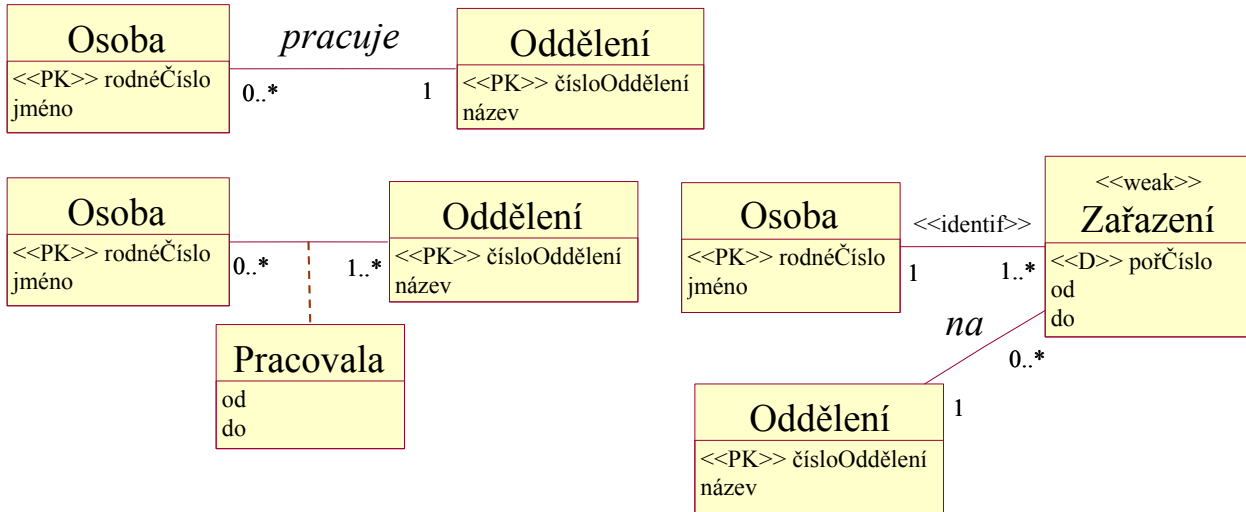 Osoba
<<PK>> rodnéČíslo
jméno
pracuje
0..*
1
Oddělení
<<PK>> čísloOddělení
název
Osoba
<<PK>> rodnéČíslo
jméno
0..*
1..*
Oddělení
<<PK>> čísloOddělení
název
Pracovala
od
do
Osoba
<<PK>> rodnéČíslo
jméno
<<identif>>
1
1..*
<<weak>>
Zařazení
<<D>> pořČíslo
od
do
na
0..*
1
Oddělení
<<PK>> čísloOddělení
název